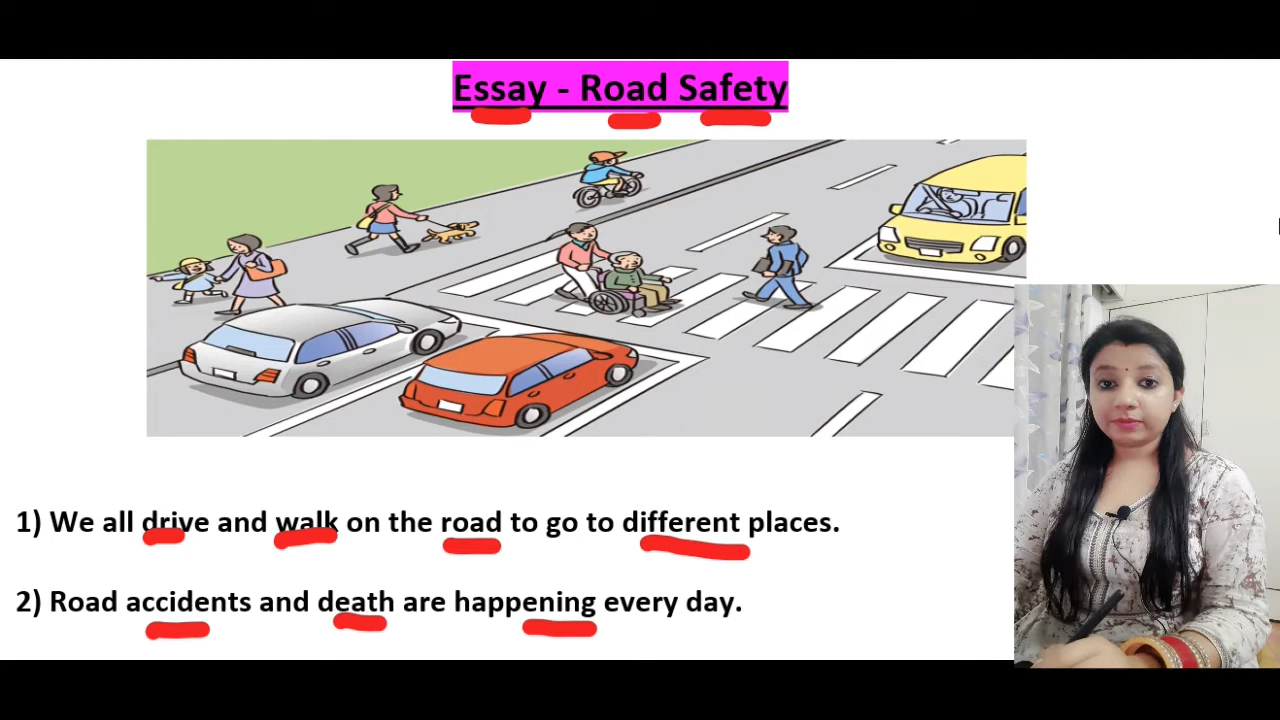 Essay - Road Safety
1) We all drive and walk on the road to go to different places.
2) Road accidents and death are happening every day.